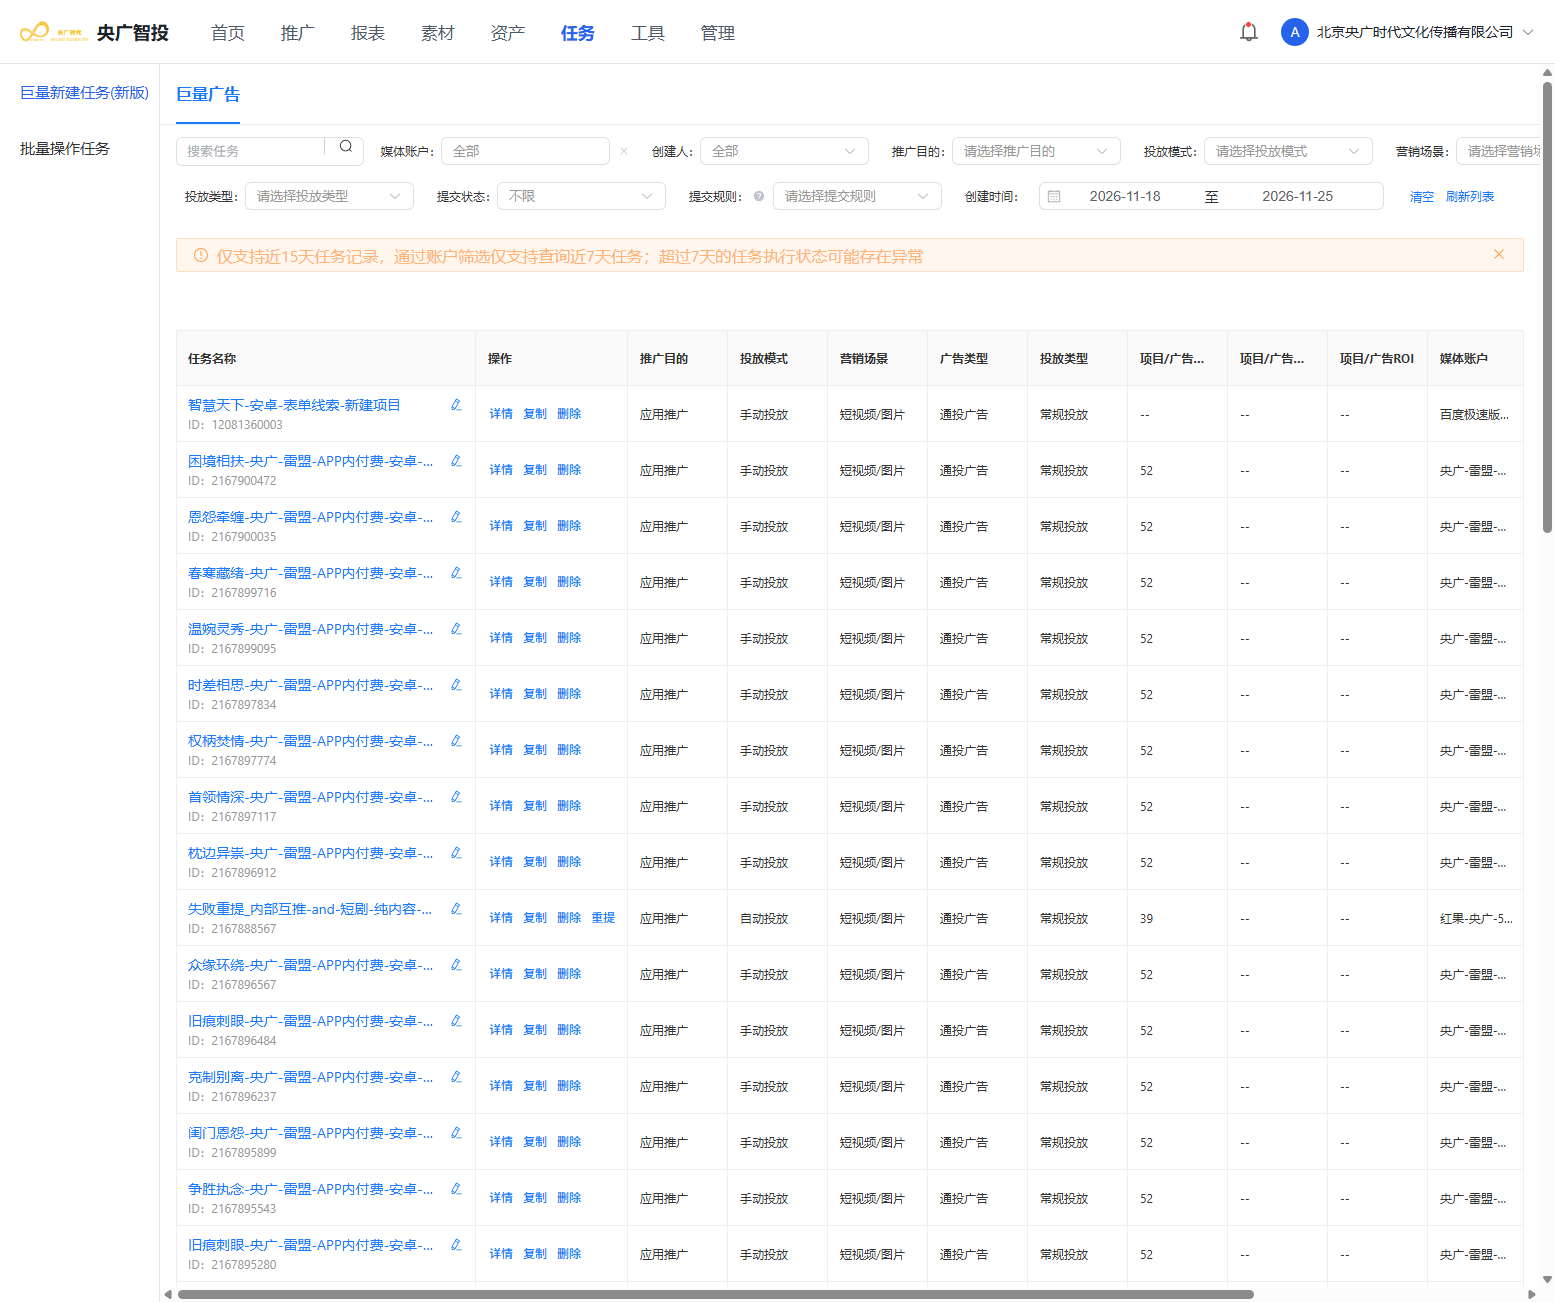 央广时代 央广智投 首页 推广 报表 素材 资产 任务 工具 管理 A 北京央广时代文化传播有限公司
巨量新建任务(新版)
批量操作任务
巨量广告
搜索任务 媒体账户: 全部 创建人: 全部 推广目的: 请选择推广目的 投放模式: 请选择投放模式 营销场景: 请选择营销场
投放类型: 请选择投放类型 提交状态: 不限 提交规则: 请选择提交规则 创建时间: 2026-11-18 至 2026-11-25 清空 刷新列表
仅支持近15天任务记录，通过账户筛选仅支持查询近7天任务；超过7天的任务执行状态可能存在异常
任务名称 操作 推广目的 投放模式 营销场景 广告类型 投放类型 项目/广告... 项目/广告... 项目/广告ROI 媒体账户
智慧天下-安卓-表单线索-新建项目 详情 复制 删除 应用推广 手动投放 短视频/图片 通投广告 常规投放 -- -- -- 百度极速版...
ID: 12081360003
困境相扶-央广-雷盟-APP内付费-安卓-... 详情 复制 删除 应用推广 手动投放 短视频/图片 通投广告 常规投放 52 -- -- 央广-雷盟-...
ID: 2167900472
恩怨牵缠-央广-雷盟-APP内付费-安卓-... 详情 复制 删除 应用推广 手动投放 短视频/图片 通投广告 常规投放 52 -- -- 央广-雷盟-...
ID: 2167900035
春寒藏绪-央广-雷盟-APP内付费-安卓-... 详情 复制 删除 应用推广 手动投放 短视频/图片 通投广告 常规投放 52 -- -- 央广-雷盟-...
ID: 2167899716
温婉灵秀-央广-雷盟-APP内付费-安卓-... 详情 复制 删除 应用推广 手动投放 短视频/图片 通投广告 常规投放 52 -- -- 央广-雷盟-...
ID: 2167899095
时差相思-央广-雷盟-APP内付费-安卓-... 详情 复制 删除 应用推广 手动投放 短视频/图片 通投广告 常规投放 52 -- -- 央广-雷盟-...
ID: 2167897834
权柄焚情-央广-雷盟-APP内付费-安卓-... 详情 复制 删除 应用推广 手动投放 短视频/图片 通投广告 常规投放 52 -- -- 央广-雷盟-...
ID: 2167897774
首领情深-央广-雷盟-APP内付费-安卓-... 详情 复制 删除 应用推广 手动投放 短视频/图片 通投广告 常规投放 52 -- -- 央广-雷盟-...
ID: 2167897117
枕边异祟-央广-雷盟-APP内付费-安卓-... 详情 复制 删除 应用推广 手动投放 短视频/图片 通投广告 常规投放 52 -- -- 央广-雷盟-...
ID: 2167896912
失败重提_内部互推-and-短剧-纯内容-... 详情 复制 删除 重提 应用推广 自动投放 短视频/图片 通投广告 常规投放 39 -- -- 红果-央广-5...
ID: 2167888567
众缘环绕-央广-雷盟-APP内付费-安卓-... 详情 复制 删除 应用推广 手动投放 短视频/图片 通投广告 常规投放 52 -- -- 央广-雷盟-...
ID: 2167896567
旧痕刺眼-央广-雷盟-APP内付费-安卓-... 详情 复制 删除 应用推广 手动投放 短视频/图片 通投广告 常规投放 52 -- -- 央广-雷盟-...
ID: 2167896484
克制别离-央广-雷盟-APP内付费-安卓-... 详情 复制 删除 应用推广 手动投放 短视频/图片 通投广告 常规投放 52 -- -- 央广-雷盟-...
ID: 2167896237
闺门恩怨-央广-雷盟-APP内付费-安卓-... 详情 复制 删除 应用推广 手动投放 短视频/图片 通投广告 常规投放 52 -- -- 央广-雷盟-...
ID: 2167895899
争胜执念-央广-雷盟-APP内付费-安卓-... 详情 复制 删除 应用推广 手动投放 短视频/图片 通投广告 常规投放 52 -- -- 央广-雷盟-...
ID: 2167895543
旧痕刺眼-央广-雷盟-APP内付费-安卓-... 详情 复制 删除 应用推广 手动投放 短视频/图片 通投广告 常规投放 52 -- -- 央广-雷盟-...
ID: 2167895280